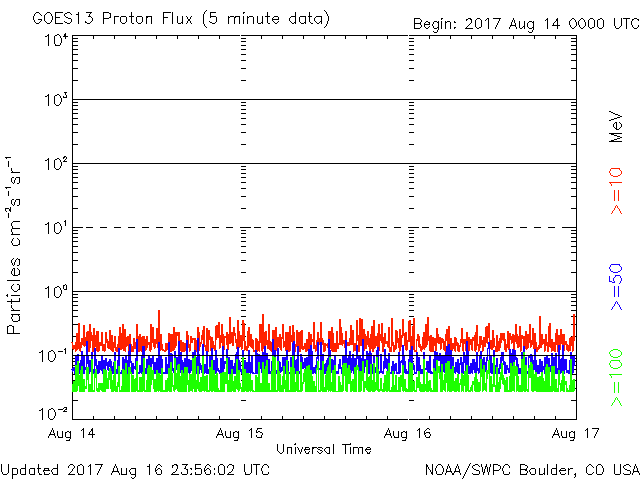 GOES13 Proton Flux (5 minute data)
Begin: 2017 Aug 14 0000 UTC
Particles cm⁻²s⁻¹sr⁻¹
10⁴
10³
10²
10¹
10⁰
10⁻¹
10⁻²
Aug 14
Aug 15
Aug 16
Aug 17
Universal Time
MeV
>=10
>=50
>=100
Updated 2017 Aug 16 23:56:02 UTC
NOAA/SWPC Boulder, CO USA